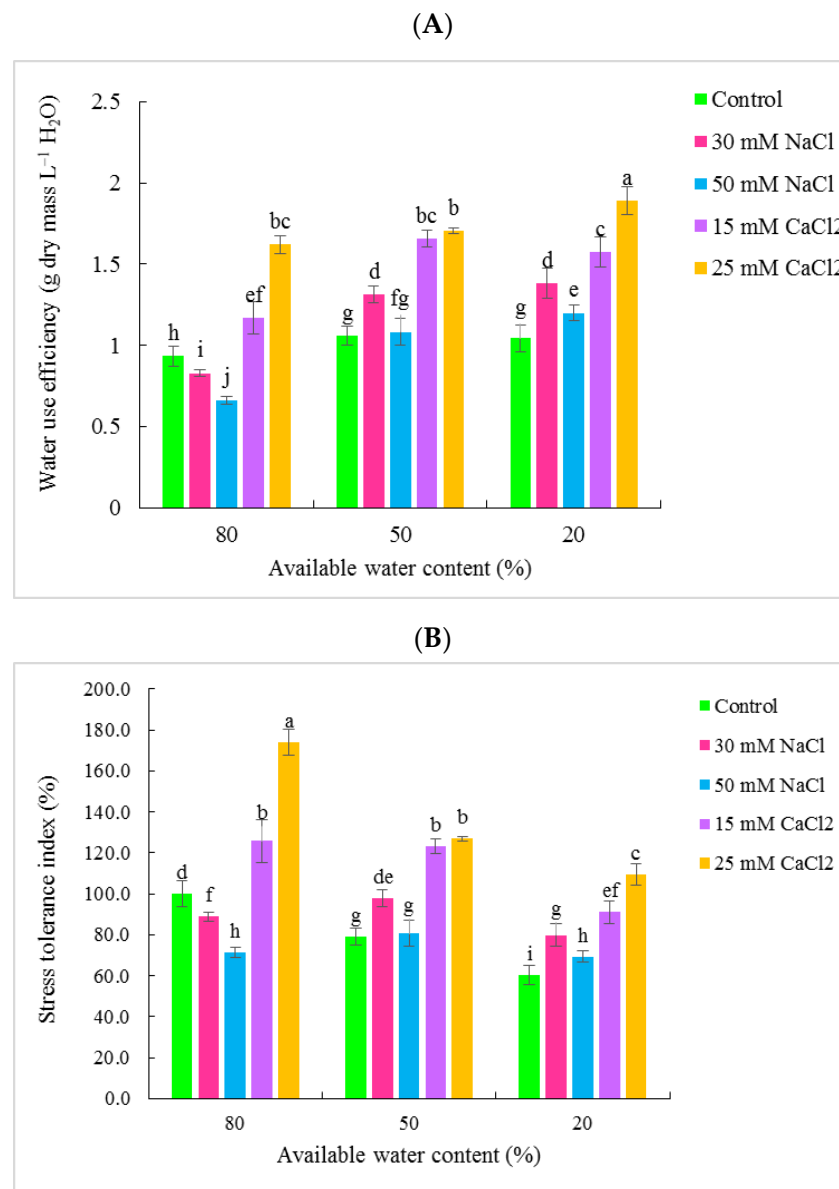 (A)
Water use efficiency (g dry mass L⁻¹ H₂O)
2.5
2
1.5
1
0.5
0
h
i
j
ef
bc
g
d
fg
bc
b
g
d
e
c
a
80
50
20
Available water content (%)
Control
30 mM NaCl
50 mM NaCl
15 mM CaCl2
25 mM CaCl2
(B)
Stress tolerance index (%)
200.0
180.0
160.0
140.0
120.0
100.0
80.0
60.0
40.0
20.0
0.0
d
f
h
b
a
g
de
g
b
b
i
g
h
ef
c
80
50
20
Available water content (%)
Control
30 mM NaCl
50 mM NaCl
15 mM CaCl2
25 mM CaCl2